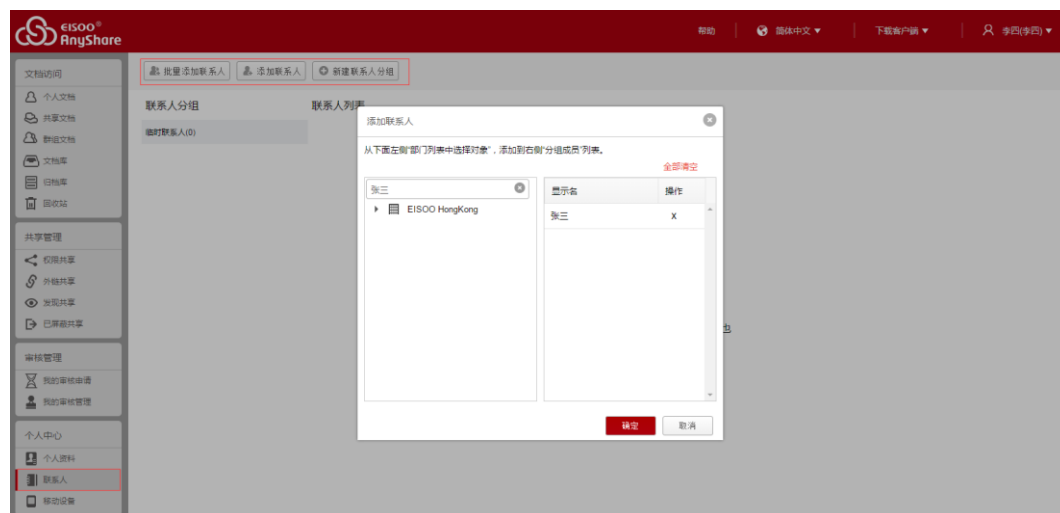 EISOO®
AnyShare
帮助
简体中文 ▼
下载客户端 ▼
李四(李四) ▼
文档访问
个人文档
共享文档
群组文档
文档库
归档库
回收站
共享管理
权限共享
外链共享
发现共享
已屏蔽共享
审核管理
我的审核申请
我的审核管理
个人中心
个人资料
联系人
移动设备
批量添加联系人
添加联系人
新建联系人分组
联系人分组
联系人列表
临时联系人(0)
添加联系人
从下面左侧“部门列表中选择对象”，添加到右侧“分组成员”列表。
全部清空
张三
EISOO HongKong
显示名
操作
张三
X
确定
取消
也